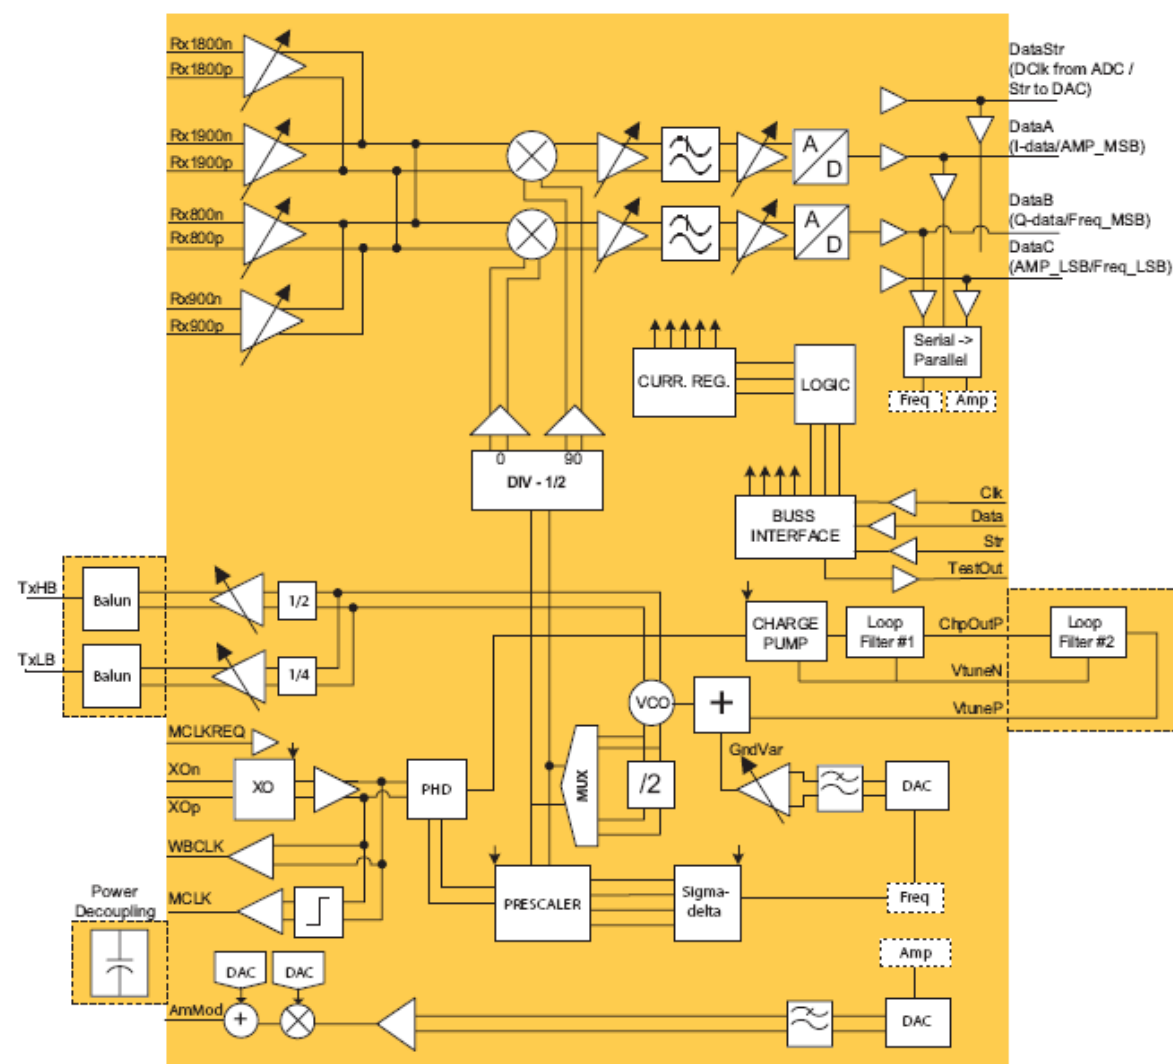 Rx1800n
Rx1800p
Rx1900n
Rx1900p
Rx800n
Rx800p
Rx900n
Rx900p
A
D
A
D
DataStr
(DClk from ADC /
Str to DAC)
DataA
(I-data/AMP_MSB)
DataB
(Q-data/Freq_MSB)
DataC
(AMP_LSB/Freq_LSB)
Serial ->
Parallel
Freq
Amp
CURR. REG.
LOGIC
0
90
DIV - 1/2
BUSS
INTERFACE
Clk
Data
Str
TestOut
TxHB
Balun
1/2
TxLB
Balun
1/4
CHARGE
PUMP
Loop
Filter #1
ChpOutP
Loop
Filter #2
VtuneN
VtuneP
VCO
+
MCLKREQ
XOn
XOp
XO
PHD
MUX
/2
GndVar
DAC
WBCLK
MCLK
PRESCALER
Sigma-
delta
Freq
Power
Decoupling
DAC
DAC
AmMod
+
Amp
DAC